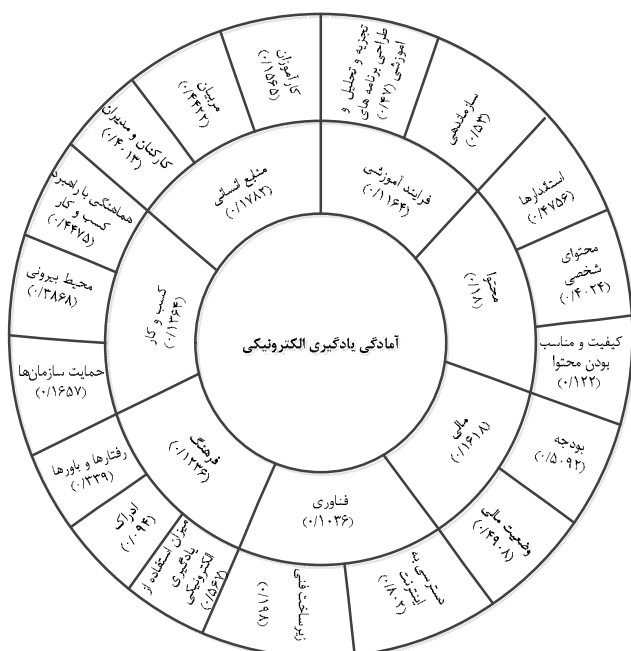 آمادگی یادگیری الکترونیکی
فرایند آموزشی
(۰/۱۱۶۴)
محتوا
(۰/۱۸)
مالی
(۰/۱۶۱۸)
فناوری
(۰/۱۰۳۶)
فرهنگ
(۰/۱۲۳۶)
کسب و کار
(۰/۱۳۶۴)
منابع انسانی
(۰/۱۷۸۳)
تجزیه و تحلیل و
طراحی برنامه های
آموزشی (۰/۴۷)
سازماندهی
(۰/۵۳)
استانداردها
(۰/۴۷۵۶)
محتوای
شخصی
(۰/۴۰۲۴)
کیفیت و مناسب
بودن محتوا
(۰/۱۲۲)
بودجه
(۰/۵۰۹۲)
وضعیت مالی
(۰/۴۹۰۸)
دسترسی به
اینترنت
(۰/۸۰۲)
زیرساخت فنی
(۰/۱۹۸)
میزان استفاده از
یادگیری
الکترونیکی
(۰/۵۶۷)
ادراک
(۰/۰۹۴)
رفتارها و باورها
(۰/۳۳۹)
حمایت سازمان‌ها
(۰/۱۶۵۷)
محیط بیرونی
(۰/۳۸۶۸)
هماهنگی با راهبرد
کسب و کار
(۰/۴۴۷۵)
کارکنان و مدیران
(۰/۴۰۱۳)
مربیان
(۰/۴۴۲۲)
کارآموزان
(۰/۱۵۶۵)